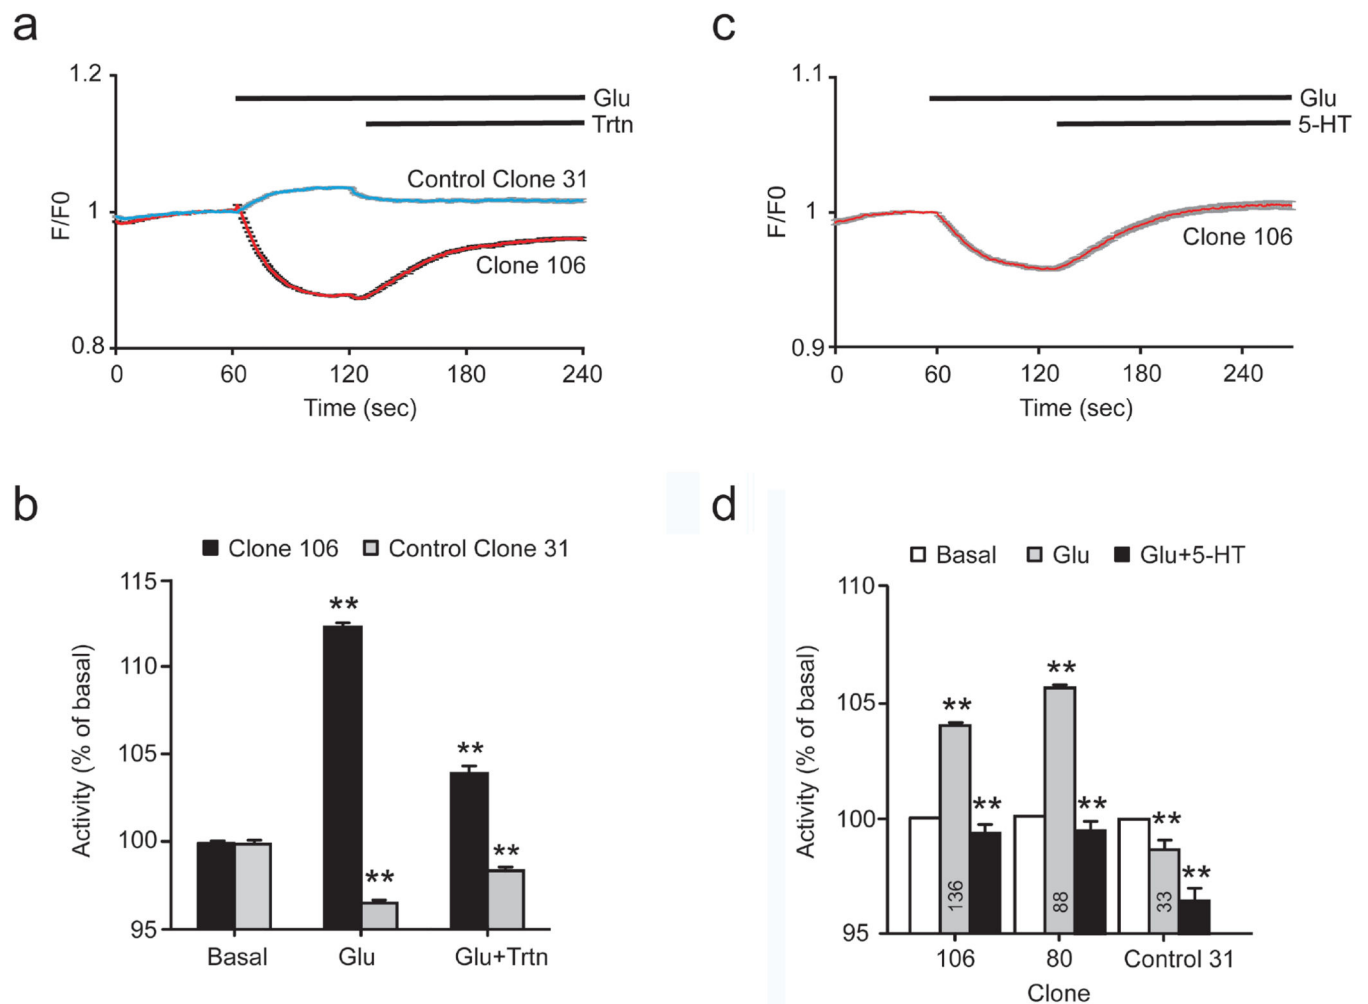 a
1.2
Glu
Trtn
Control Clone 31
F/F0
1
Clone 106
0.8
0 60 120 180 240
Time (sec)
c
1.1
Glu
5-HT
F/F0
1
Clone 106
0.9
0 60 120 180 240
Time (sec)
b
Clone 106 Control Clone 31
115
**
110
Activity (% of basal)
105
**
100
**
**
95
Basal Glu Glu+Trtn
d
Basal Glu Glu+5-HT
110
**
105
**
Activity (% of basal)
**
**
100
**
**
136
88
33
95
106 80 Control 31
Clone